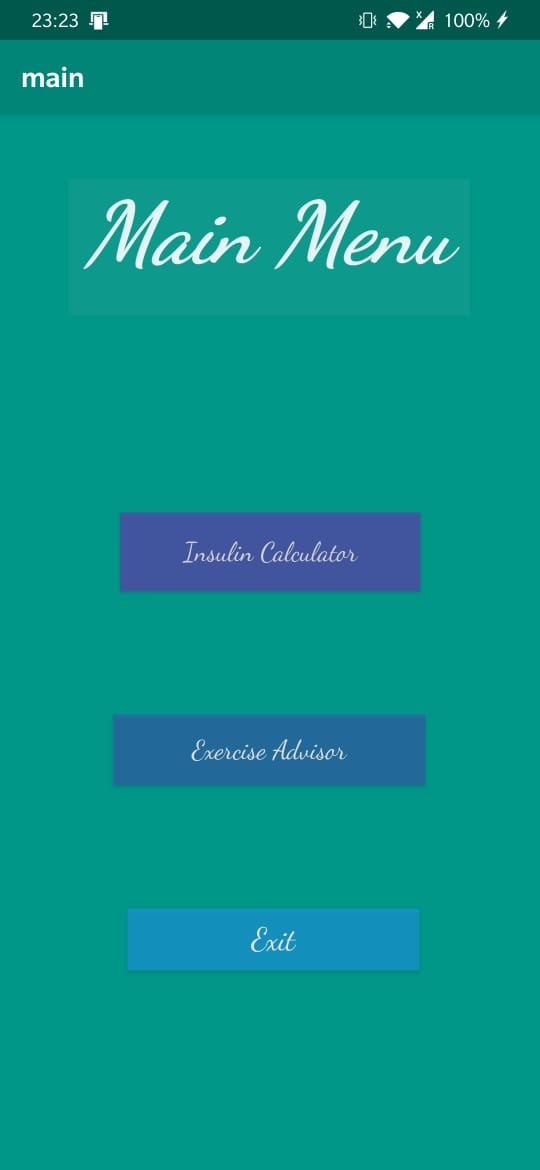 23:23
100%
main
Main Menu
Insulin Calculator
Exercise Advisor
Exit